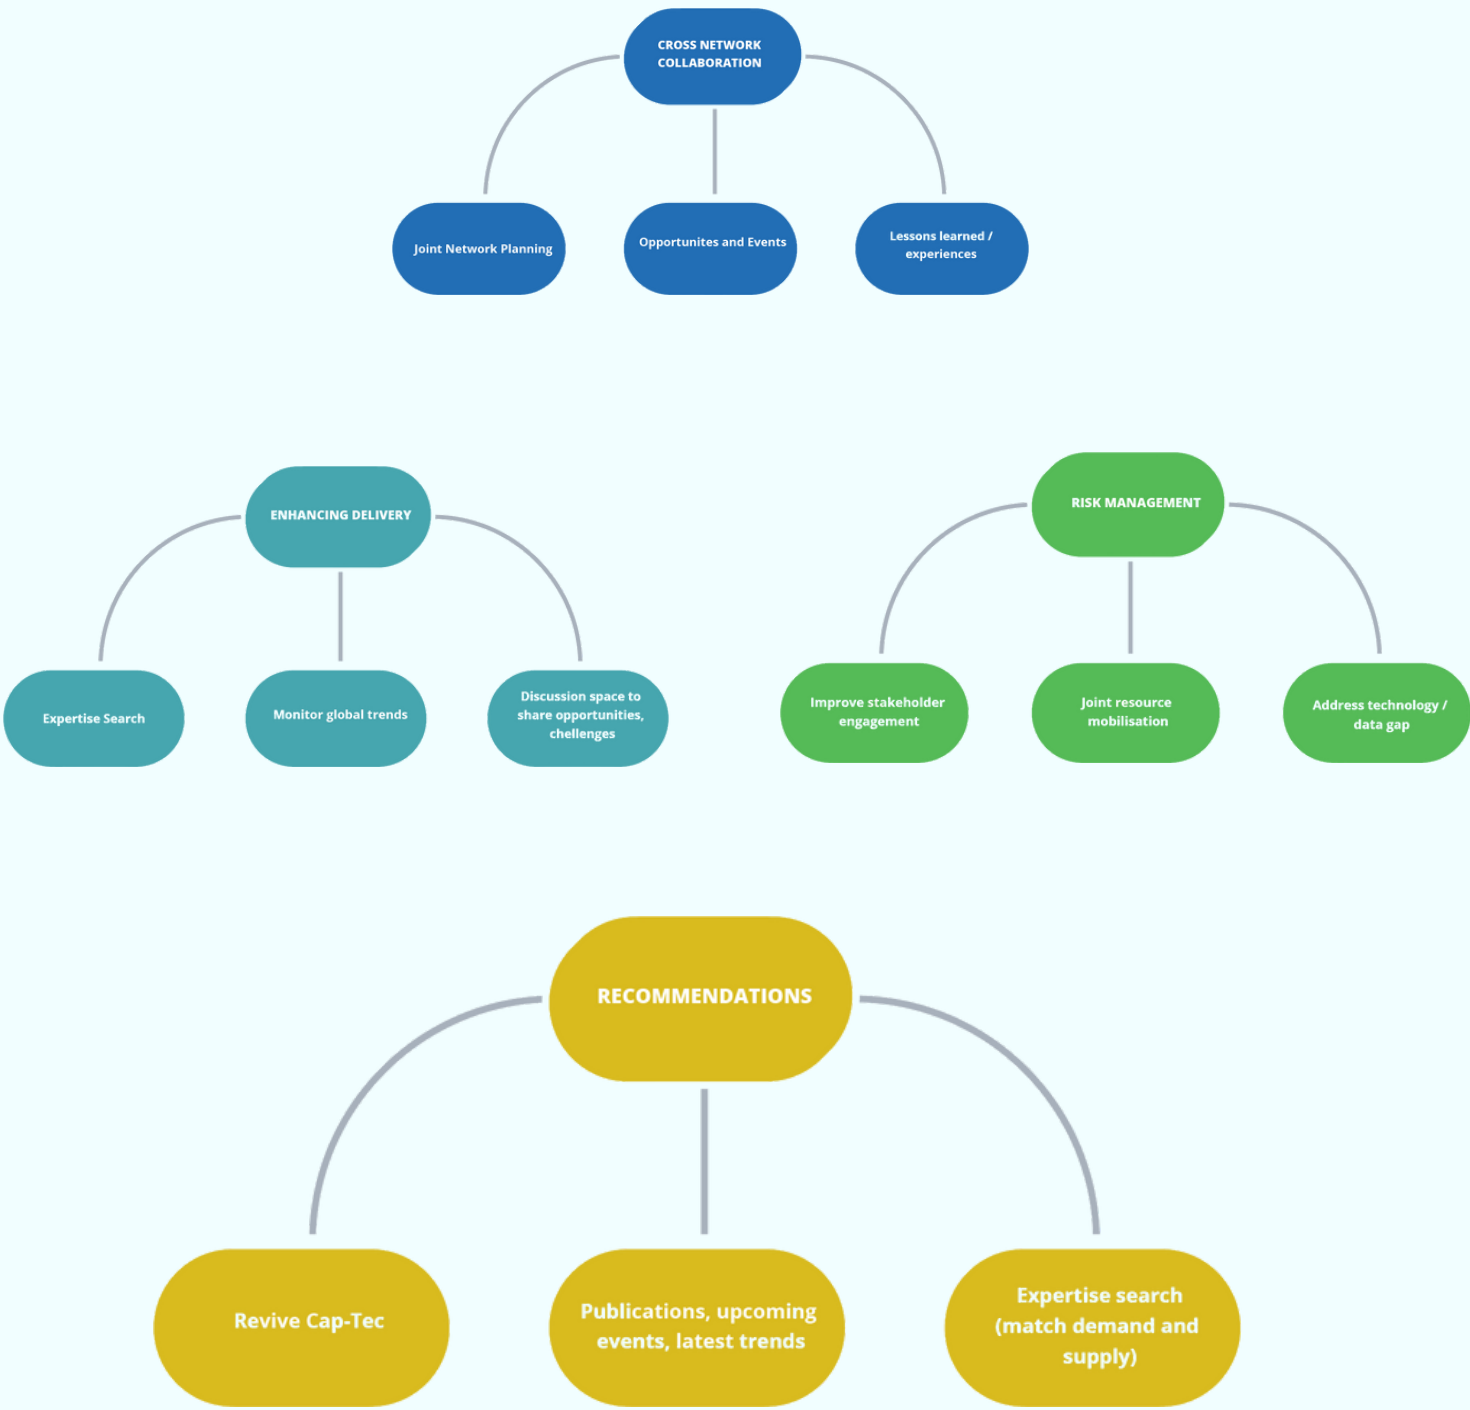 CROSS NETWORK
COLLABORATION
Joint Network Planning
Opportunites and Events
Lessons learned /
experiences
ENHANCING DELIVERY
Expertise Search
Monitor global trends
Discussion space to
share opportunities,
chellenges
RISK MANAGEMENT
Improve stakeholder
engagement
Joint resource
mobilisation
Address technology /
data gap
RECOMMENDATIONS
Revive Cap-Tec
Publications, upcoming
events, latest trends
Expertise search
(match demand and
supply)